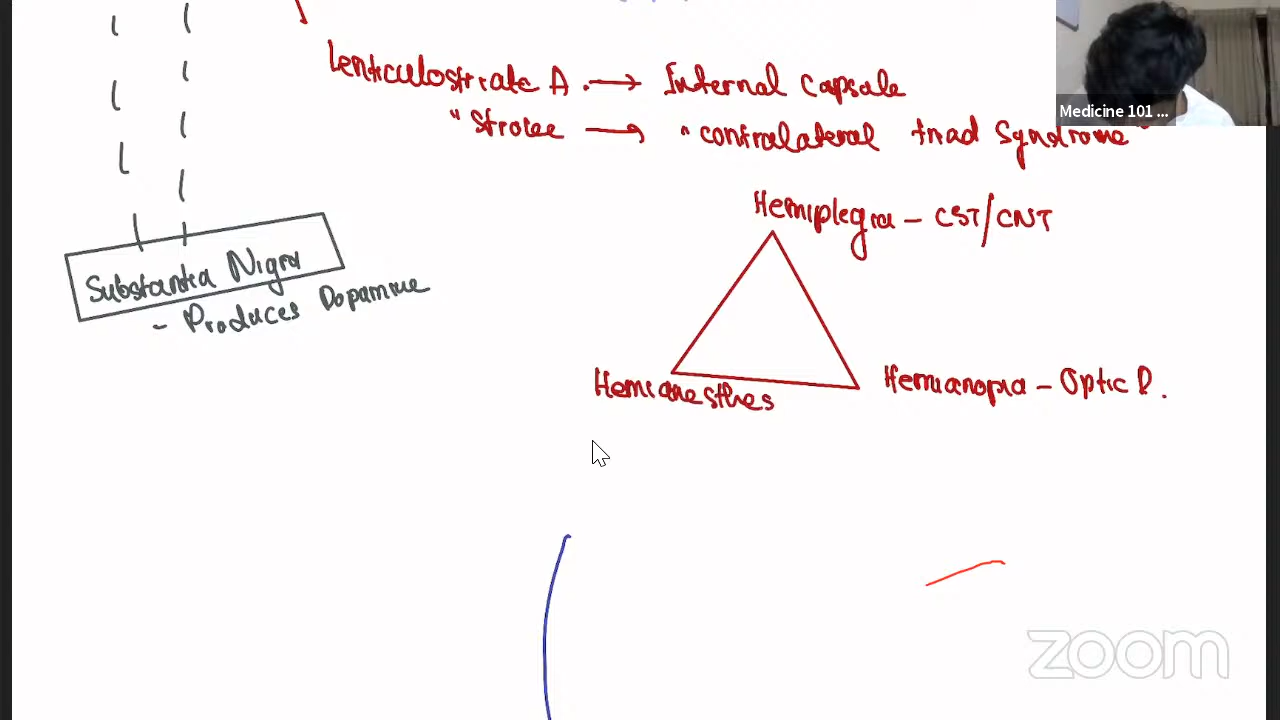 Lenticulostriate A. → Internal Capsule
"Stroke → "contralateral triad Syndrome"
Medicine 101 ...
Hemiplegia - CST/CNT
Substantia Nigra
- Produces Dopamine
Hemianesthes
Hemianopia - Optic R.
zoom